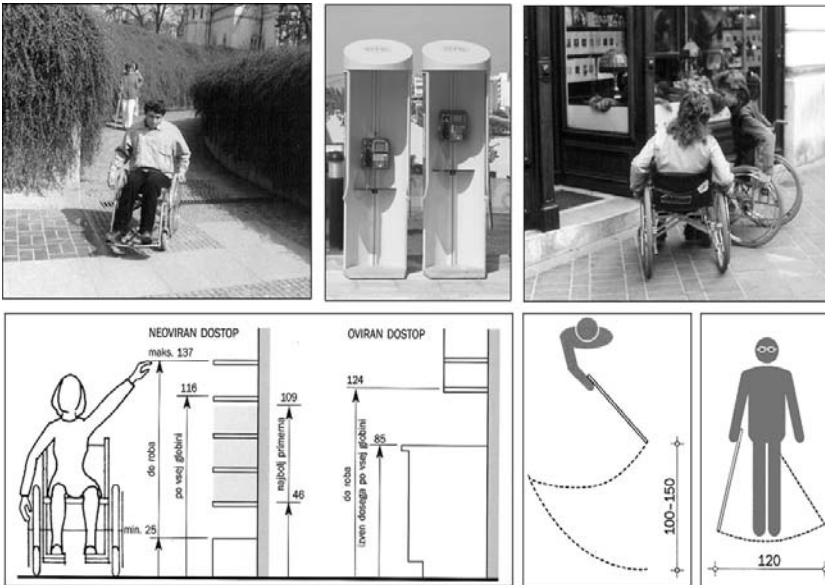 NEOVIRAN DOSTOP
OVIRAN DOSTOP
maks. 137
116
109
46
min. 25
do roba
po vsej globini
najbolj primerna
124
85
do roba
izven dosega po vsej globini
100–150
120